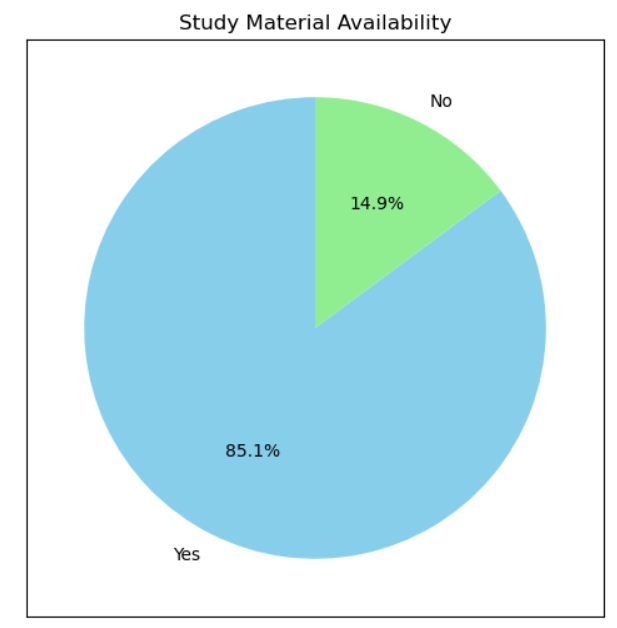 Study Material Availability
No
14.9%
85.1%
Yes